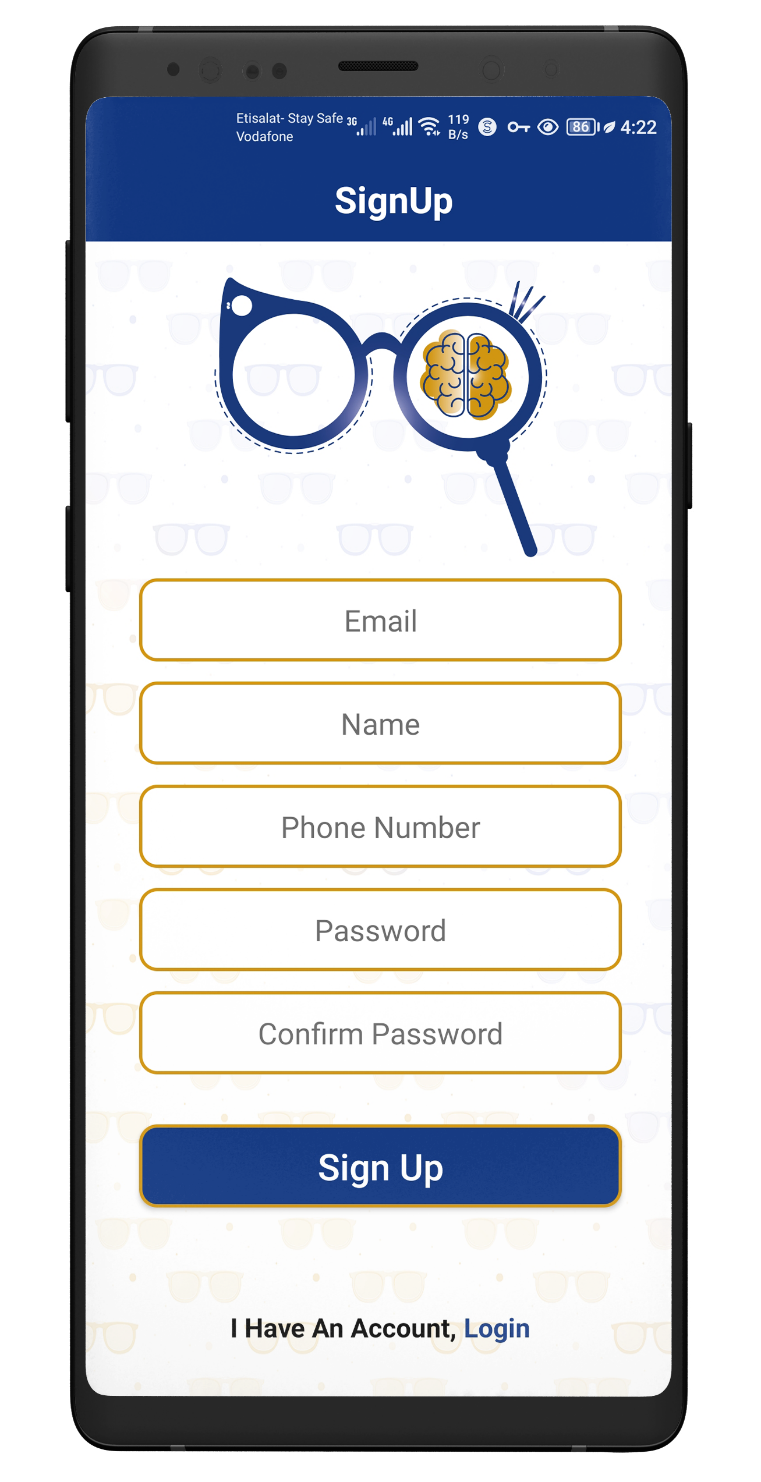 Etisalat- Stay Safe 3G 4G 119 B/s S 86 4:22
Vodafone
SignUp
Email
Name
Phone Number
Password
Confirm Password
Sign Up
I Have An Account, Login